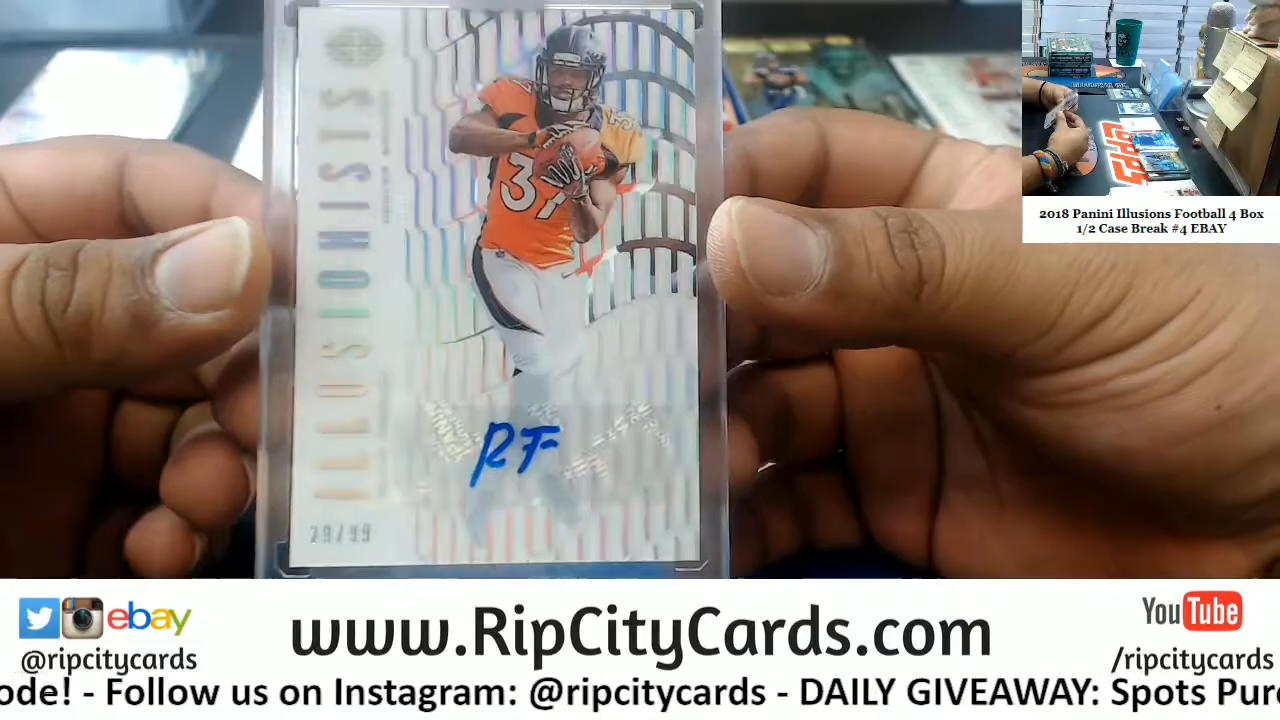 ILLUSIONISTS
37
RF
29/99
2018 Panini Illusions Football 4 Box
1/2 Case Break #4 EBAY
ebay
@ripcitycards
www.RipCityCards.com
YouTube
/ripcitycards
ode! - Follow us on Instagram: @ripcitycards - DAILY GIVEAWAY: Spots Pur